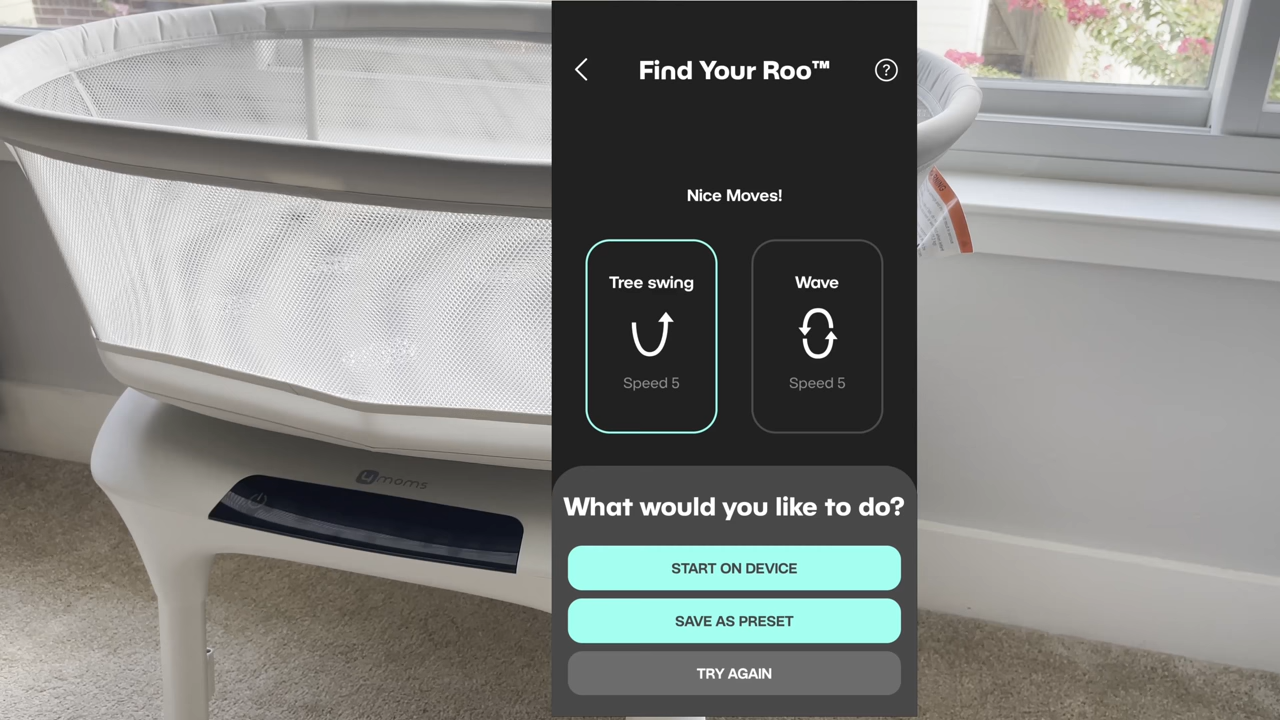 Find Your Roo™
?
Nice Moves!
Tree swing
Wave
Speed 5
Speed 5
What would you like to do?
START ON DEVICE
SAVE AS PRESET
TRY AGAIN
4moms